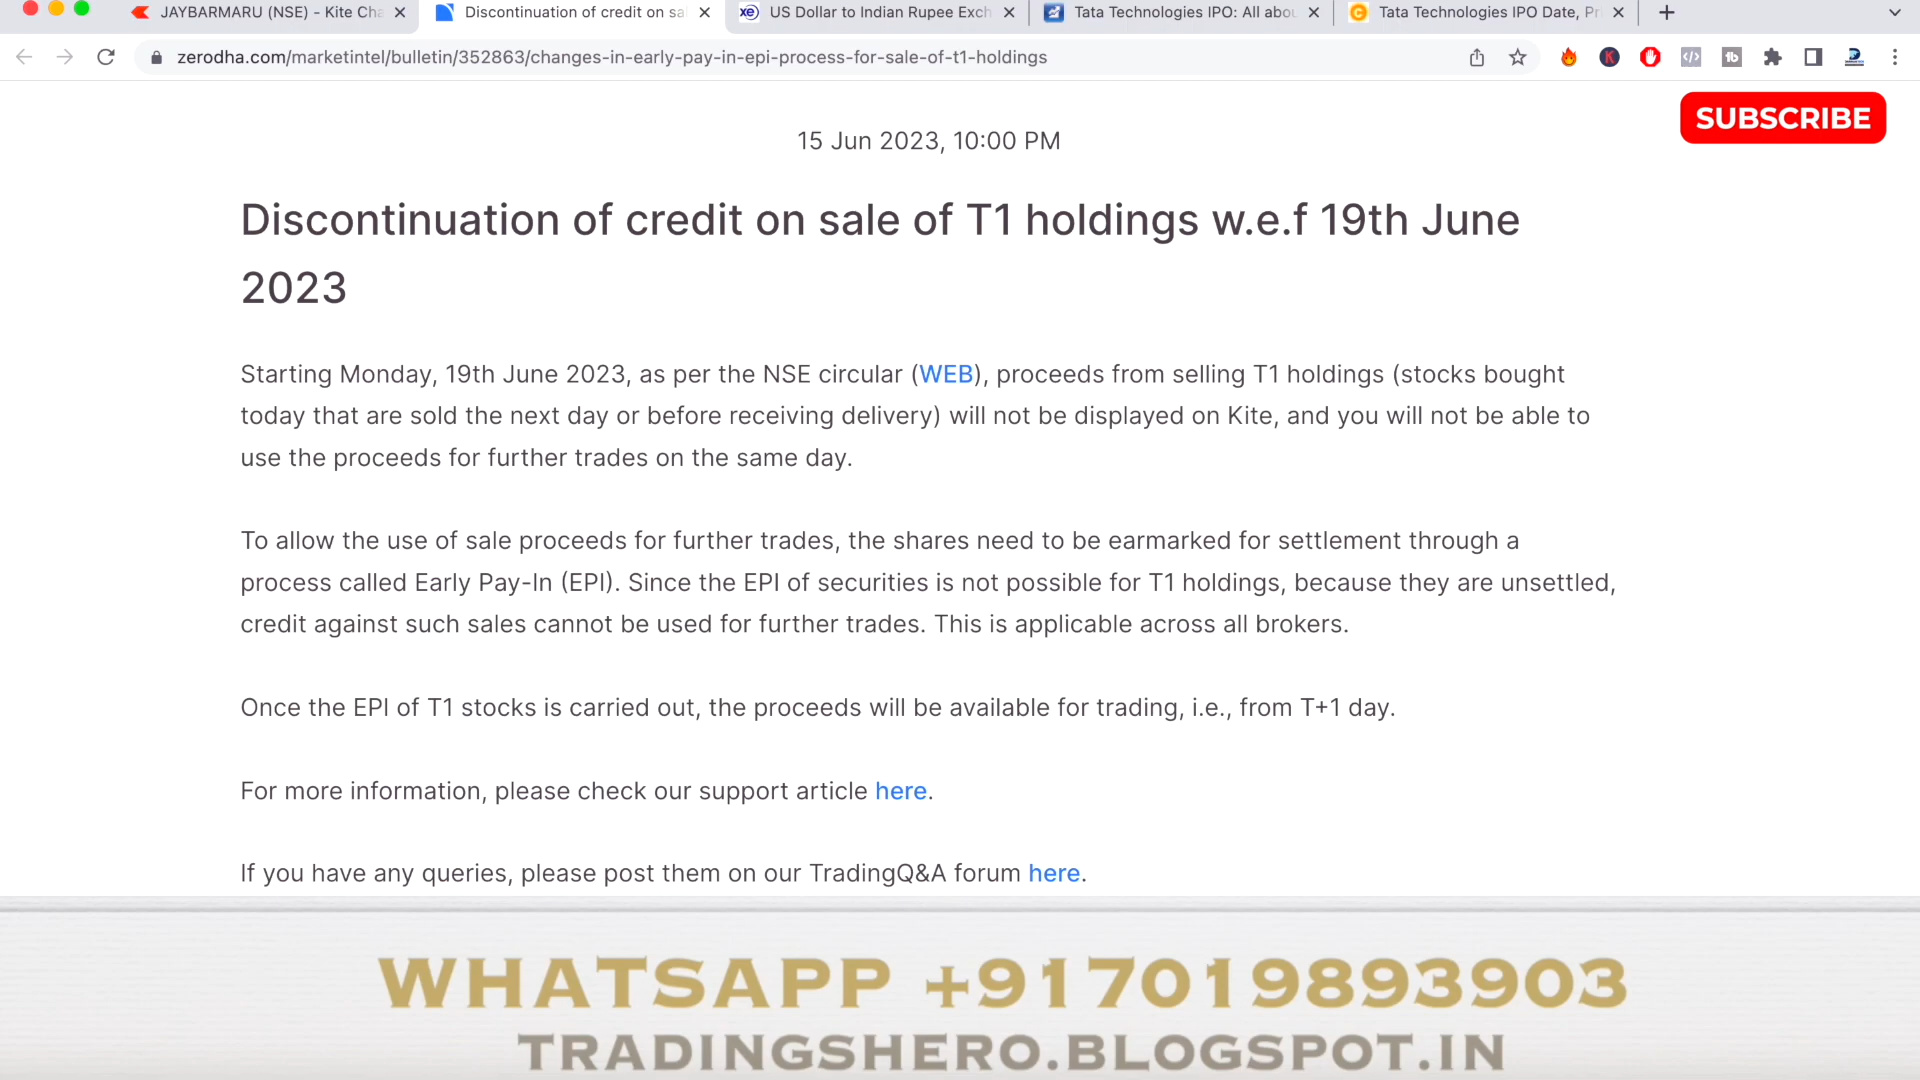 JAYBARMARU (NSE) - Kite Cha
Discontinuation of credit on sa
US Dollar to Indian Rupee Exch
Tata Technologies IPO: All abou
Tata Technologies IPO Date, Pr
zerodha.com/marketintel/bulletin/352863/changes-in-early-pay-in-epi-process-for-sale-of-t1-holdings
SUBSCRIBE
15 Jun 2023, 10:00 PM
Discontinuation of credit on sale of T1 holdings w.e.f 19th June
2023
Starting Monday, 19th June 2023, as per the NSE circular (WEB), proceeds from selling T1 holdings (stocks bought
today that are sold the next day or before receiving delivery) will not be displayed on Kite, and you will not be able to
use the proceeds for further trades on the same day.
To allow the use of sale proceeds for further trades, the shares need to be earmarked for settlement through a
process called Early Pay-In (EPI). Since the EPI of securities is not possible for T1 holdings, because they are unsettled,
credit against such sales cannot be used for further trades. This is applicable across all brokers.
Once the EPI of T1 stocks is carried out, the proceeds will be available for trading, i.e., from T+1 day.
For more information, please check our support article here.
If you have any queries, please post them on our TradingQ&A forum here.
WHATSAPP +917019893903
TRADINGSHERO.BLOGSPOT.IN